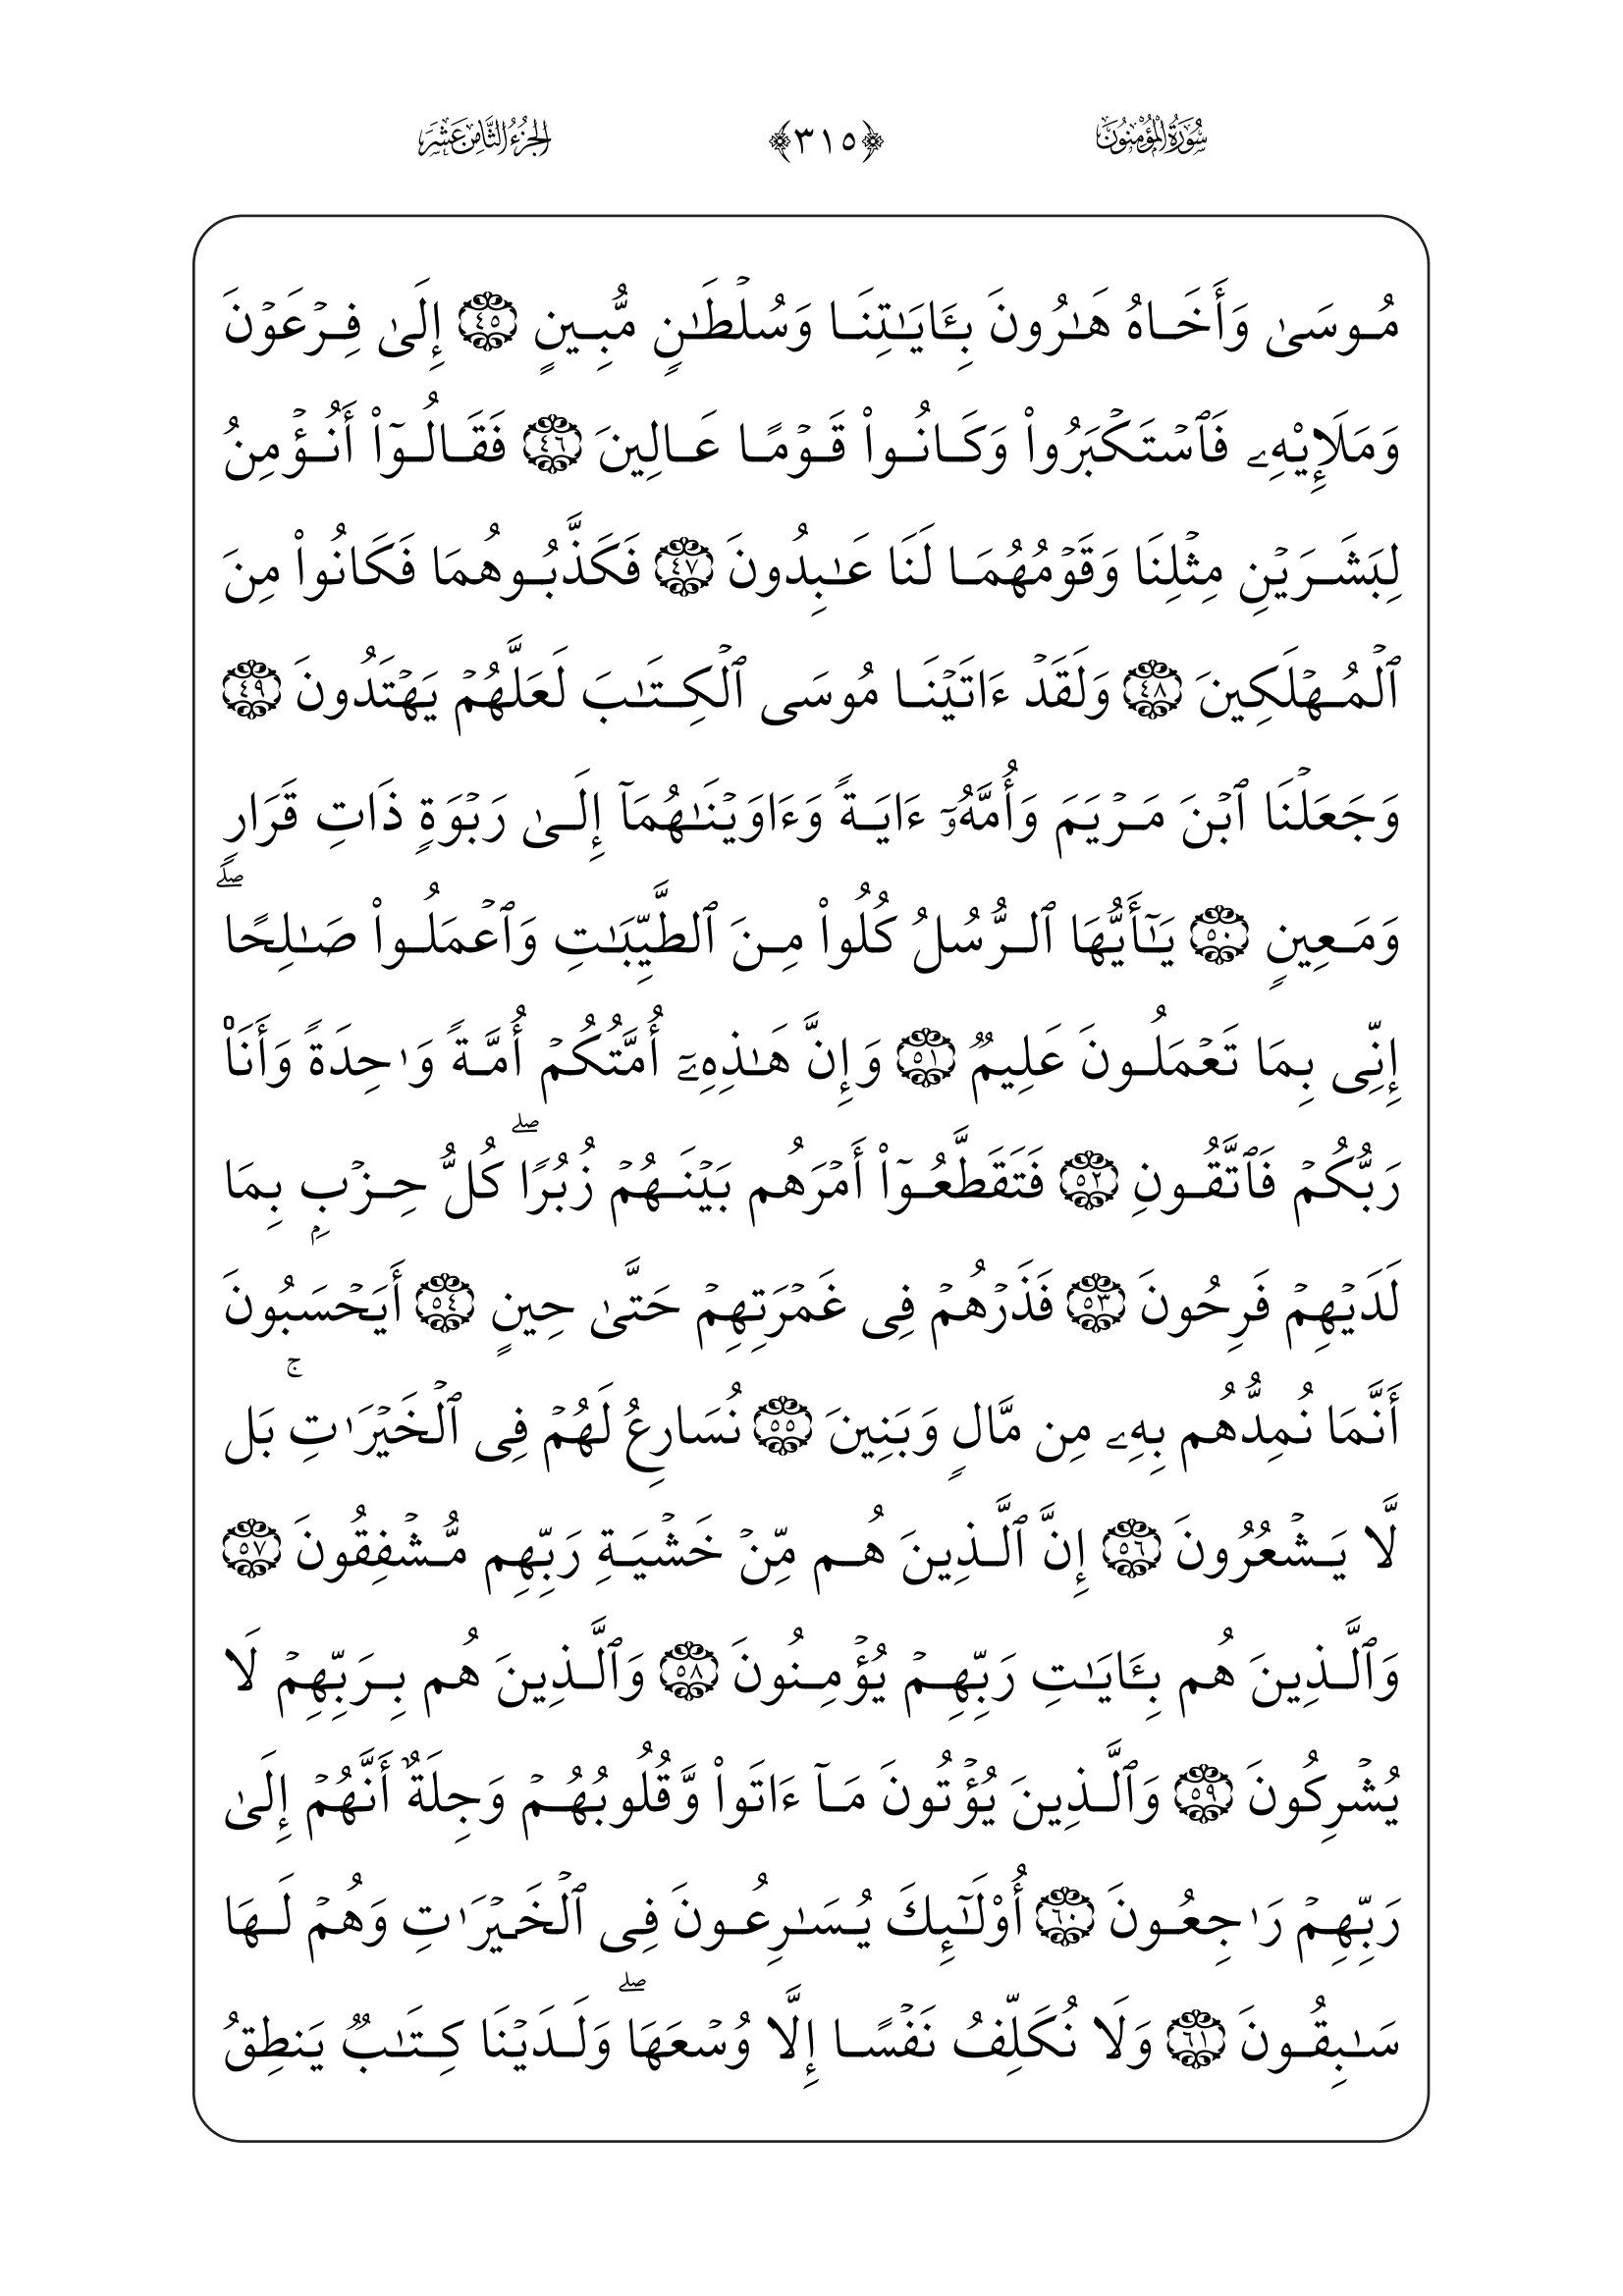 سُورَةُ الْمُؤْمِنُونَ ﴿٣١٥﴾ الجُزْءُ الثَّامِنَ عَشَرَ
مُوسَىٰ وَأَخَاهُ هَـٰرُونَ بِـَٔايَـٰتِنَا وَسُلۡطَـٰنٍ مُّبِينٍ ٤٥ إِلَىٰ فِرۡعَوۡنَ
وَمَلَإِيْهِۦ فَٱسۡتَكۡبَرُوا۟ وَكَانُوا۟ قَوۡمًا عَالِينَ ٤٦ فَقَالُوٓا۟ أَنُؤۡمِنُ
لِبَشَرَيۡنِ مِثۡلِنَا وَقَوۡمُهُمَا لَنَا عَـٰبِدُونَ ٤٧ فَكَذَّبُوهُمَا فَكَانُوا۟ مِنَ
ٱلۡمُهۡلَكِينَ ٤٨ وَلَقَدۡ ءَاتَيۡنَا مُوسَى ٱلۡكِتَـٰبَ لَعَلَّهُمۡ يَهۡتَدُونَ ٤٩
وَجَعَلۡنَا ٱبۡنَ مَرۡيَمَ وَأُمَّهُۥٓ ءَايَةً وَءَاوَيۡنَـٰهُمَآ إِلَىٰ رَبۡوَةٍ ذَاتِ قَرَارٍ
وَمَعِينٍ ٥٠ يَـٰٓأَيُّهَا ٱلرُّسُلُ كُلُوا۟ مِنَ ٱلطَّيِّبَـٰتِ وَٱعۡمَلُوا۟ صَـٰلِحًاۖ
إِنِّى بِمَا تَعۡمَلُونَ عَلِيمٌ ٥١ وَإِنَّ هَـٰذِهِۦٓ أُمَّتُكُمۡ أُمَّةً وَٰحِدَةً وَأَنَا۠
رَبُّكُمۡ فَٱتَّقُونِ ٥٢ فَتَقَطَّعُوٓا۟ أَمۡرَهُم بَيۡنَهُمۡ زُبُرًاۖ كُلُّ حِزۡبِۭ بِمَا
لَدَيۡهِمۡ فَرِحُونَ ٥٣ فَذَرۡهُمۡ فِى غَمۡرَتِهِمۡ حَتَّىٰ حِينٍ ٥٤ أَيَحۡسَبُونَ
أَنَّمَا نُمِدُّهُم بِهِۦ مِن مَّالٍ وَبَنِينَ ٥٥ نُسَارِعُ لَهُمۡ فِى ٱلۡخَيۡرَٰتِۚ بَل
لَّا يَشۡعُرُونَ ٥٦ إِنَّ ٱلَّذِينَ هُم مِّنۡ خَشۡيَةِ رَبِّهِم مُّشۡفِقُونَ ٥٧
وَٱلَّذِينَ هُم بِـَٔايَـٰتِ رَبِّهِمۡ يُؤۡمِنُونَ ٥٨ وَٱلَّذِينَ هُم بِرَبِّهِمۡ لَا
يُشۡرِكُونَ ٥٩ وَٱلَّذِينَ يُؤۡتُونَ مَآ ءَاتَوا۟ وَّقُلُوبُهُمۡ وَجِلَةٌ أَنَّهُمۡ إِلَىٰ
رَبِّهِمۡ رَٰجِعُونَ ٦٠ أُو۟لَـٰٓئِكَ يُسَـٰرِعُونَ فِى ٱلۡخَيۡرَٰتِ وَهُمۡ لَهَا
سَـٰبِقُونَ ٦١ وَلَا نُكَلِّفُ نَفۡسًا إِلَّا وُسۡعَهَاۖ وَلَدَيۡنَا كِتَـٰبٌ يَنطِقُ